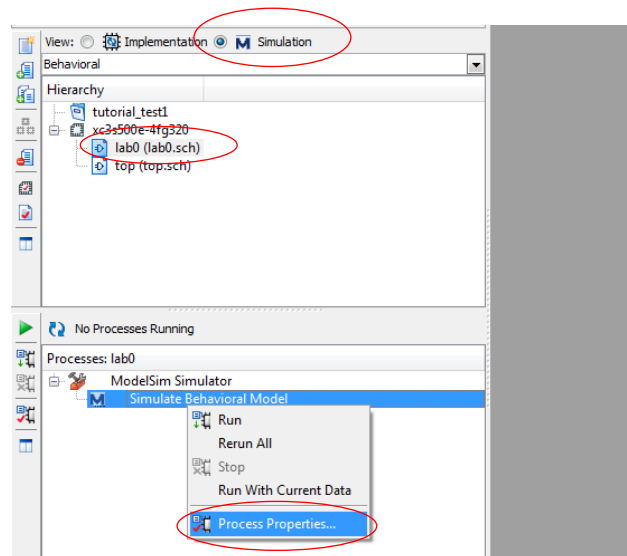 View: Implementation M Simulation
Behavioral
Hierarchy
tutorial_test1
xc3s500e-4fg320
lab0 (lab0.sch)
top (top.sch)
No Processes Running
Processes: lab0
ModelSim Simulator
M Simulate Behavioral Model
Run
Rerun All
Stop
Run With Current Data
Process Properties...